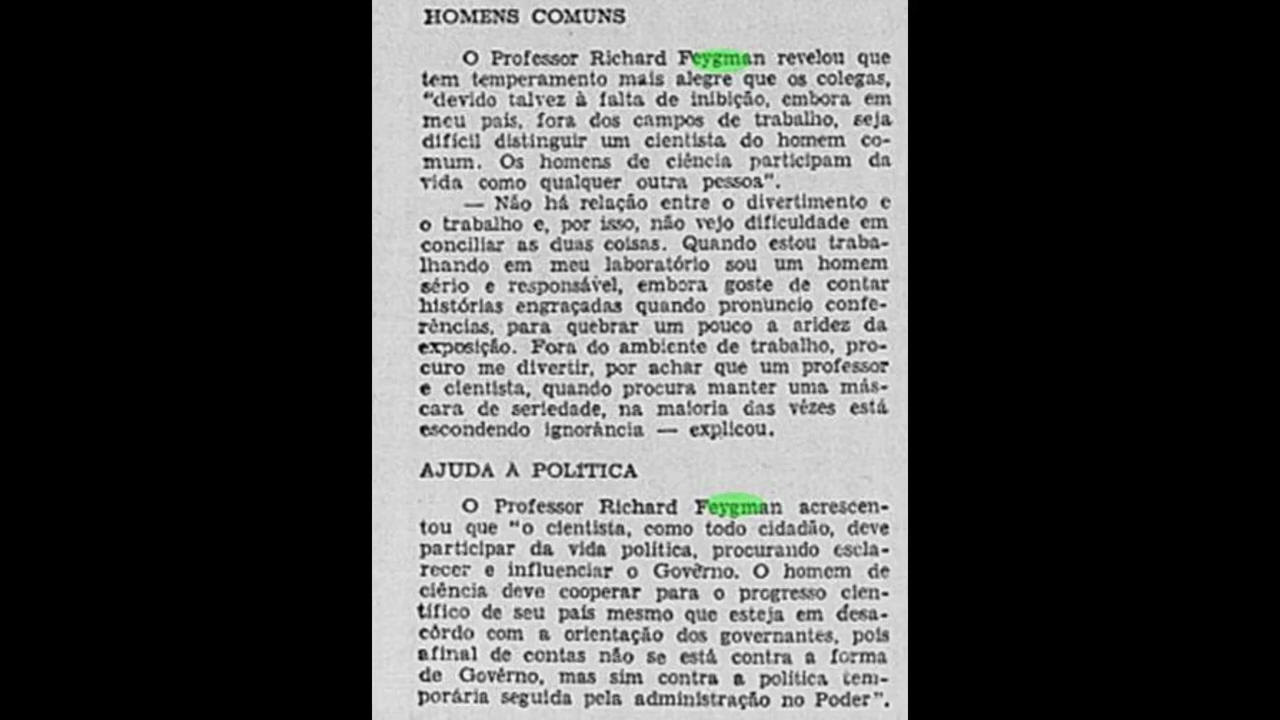 HOMENS COMUNS
O Professor Richard Feygman revelou que
tem temperamento mais alegre que os colegas,
"devido talvez à falta de inibição, embora em
meu país, fora dos campos de trabalho, seja
difícil distinguir um cientista do homem co-
mum. Os homens de ciência participam da
vida como qualquer outra pessoa".
— Não há relação entre o divertimento e
o trabalho e, por isso, não vejo dificuldade em
conciliar as duas coisas. Quando estou traba-
lhando em meu laboratório sou um homem
sério e responsável, embora goste de contar
histórias engraçadas quando pronuncio confe-
rências, para quebrar um pouco a aridez da
exposição. Fora do ambiente de trabalho, pro-
curo me divertir, por achar que um professor
e cientista, quando procura manter uma más-
cara de seriedade, na maioria das vêzes está
escondendo ignorância — explicou.
AJUDA À POLÍTICA
O Professor Richard Feygman acrescen-
tou que "o cientista, como todo cidadão, deve
participar da vida política, procurando escla-
recer e influenciar o Govêrno. O homem de
ciência deve cooperar para o progresso cien-
tífico de seu país mesmo que esteja em desa-
côrdo com a orientação dos governantes, pois
afinal de contas não se está contra a forma
de Govêrno, mas sim contra a política tem-
porária seguida pela administração no Poder".